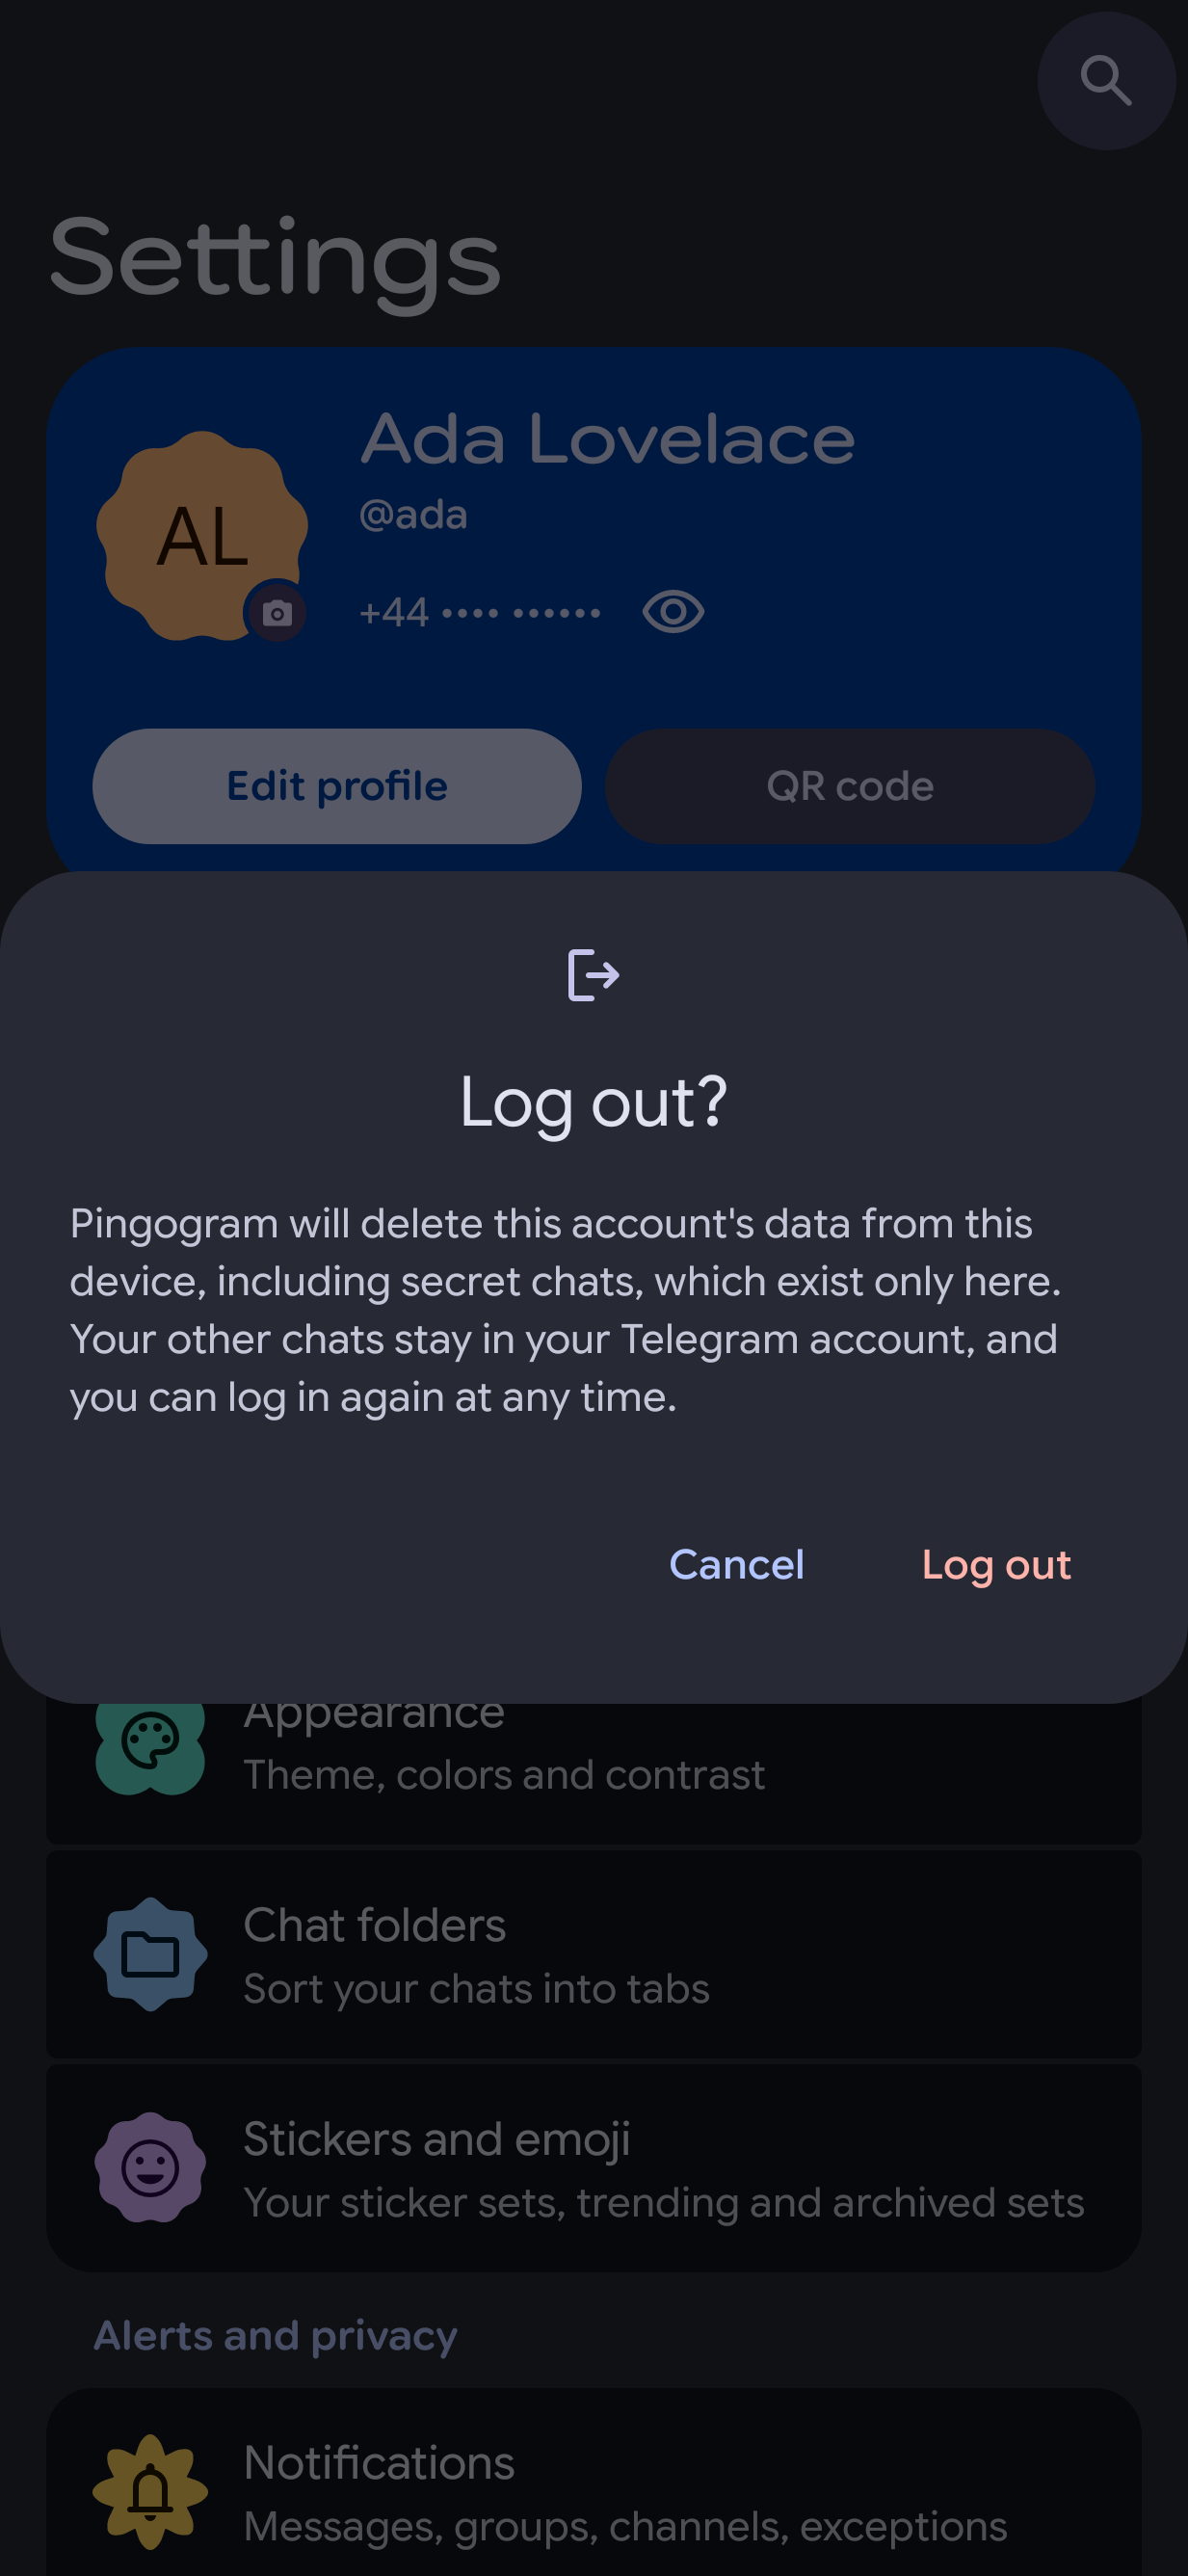 Settings
Ada Lovelace
@ada
AL
+44 •••• ••••••
Edit profile
QR code
Log out?
Pingogram will delete this account's data from this
device, including secret chats, which exist only here.
Your other chats stay in your Telegram account, and
you can log in again at any time.
Cancel
Log out
Appearance
Theme, colors and contrast
Chat folders
Sort your chats into tabs
Stickers and emoji
Your sticker sets, trending and archived sets
Alerts and privacy
Notifications
Messages, groups, channels, exceptions